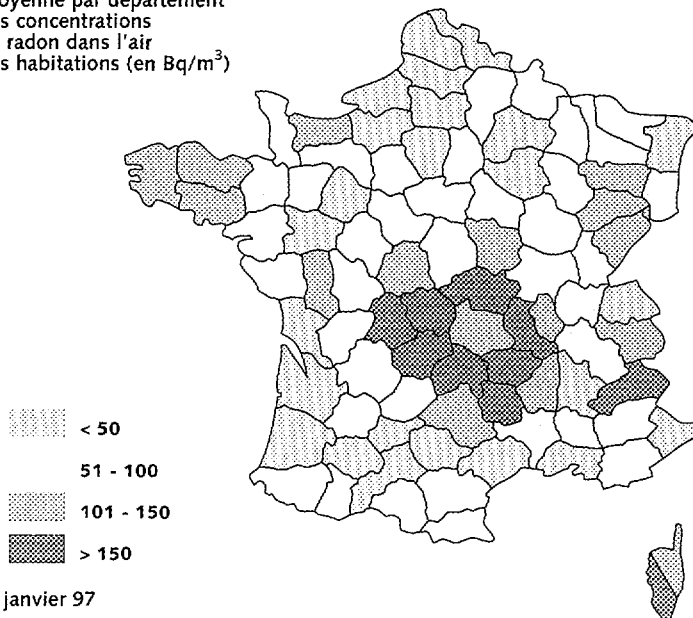 oyenne par département
s concentrations
radon dans l'air
s habitations (en Bq/m³)
< 50
51 - 100
101 - 150
> 150
janvier 97